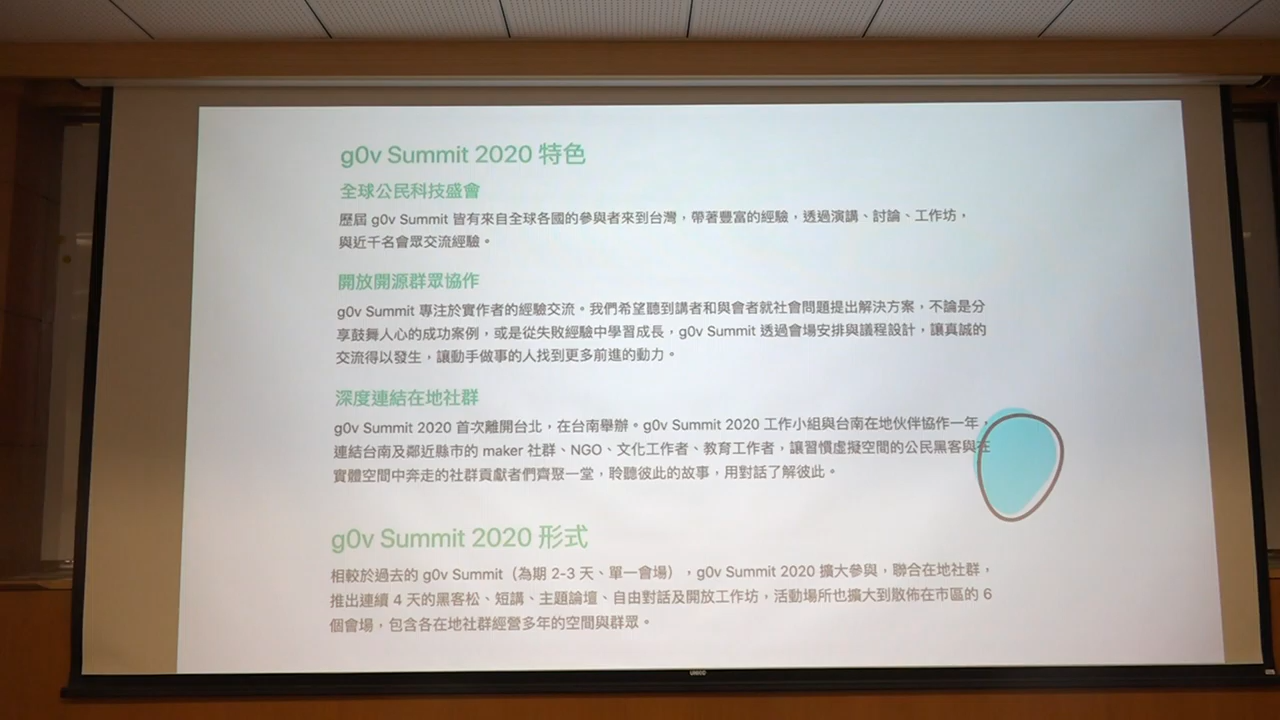 g0v Summit 2020 特色
全球公民科技盛會
歷屆 g0v Summit 皆有來自全球各國的參與者來到台灣，帶著豐富的經驗，透過演講、討論、工作坊，
與近千名會眾交流經驗。
開放開源群眾協作
g0v Summit 專注於實作者的經驗交流。我們希望聽到講者和與會者就社會問題提出解決方案，不論是分
享鼓舞人心的成功案例，或是從失敗經驗中學習成長，g0v Summit 透過會場安排與議程設計，讓真誠的
交流得以發生，讓動手做事的人找到更多前進的動力。
深度連結在地社群
g0v Summit 2020 首次離開台北，在台南舉辦。g0v Summit 2020 工作小組與台南在地伙伴協作一年，
連結台南及鄰近縣市的 maker 社群、NGO、文化工作者、教育工作者，讓習慣虛擬空間的公民黑客與在
實體空間中奔走的社群貢獻者們齊聚一堂，聆聽彼此的故事，用對話了解彼此。
g0v Summit 2020 形式
相較於過去的 g0v Summit（為期 2-3 天、單一會場），g0v Summit 2020 擴大參與，聯合在地社群，
推出連續 4 天的黑客松、短講、主題論壇、自由對話及開放工作坊，活動場所也擴大到散佈在市區的 6
個會場，包含各在地社群經營多年的空間與群眾。